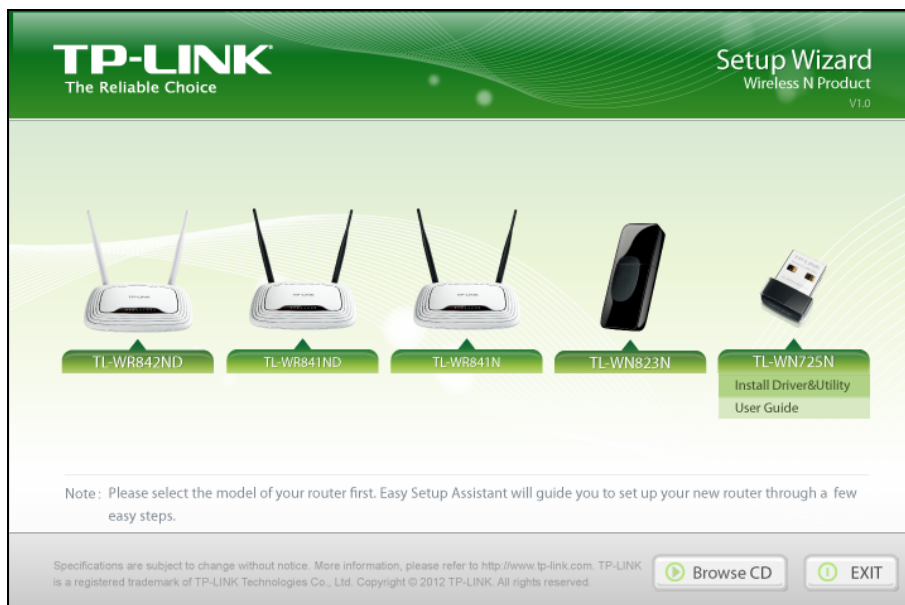 TP-LINK
The Reliable Choice
Setup Wizard
Wireless N Product
V1.0
TL-WR842ND
TL-WR841ND
TL-WR841N
TL-WN823N
TL-WN725N
Install Driver&Utility
User Guide
Note: Please select the model of your router first. Easy Setup Assistant will guide you to set up your new router through a few
easy steps.
Specifications are subject to change without notice. More information, please refer to http://www.tp-link.com. TP-LINK
is a registered trademark of TP-LINK Technologies Co., Ltd. Copyright © 2012 TP-LINK. All rights reserved.
Browse CD
EXIT